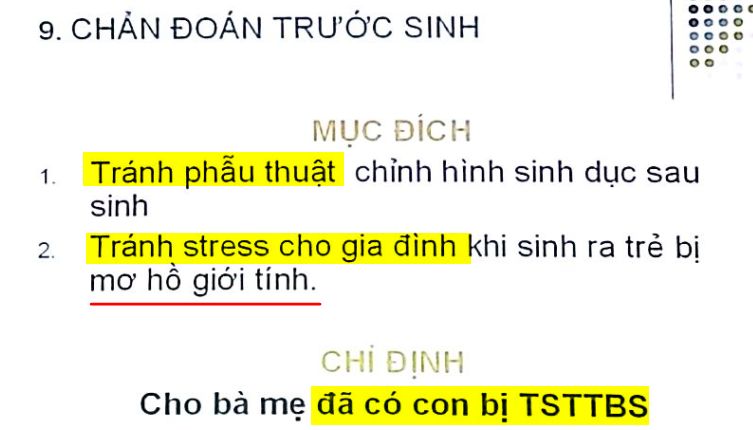 9. CHẨN ĐOÁN TRƯỚC SINH
MỤC ĐÍCH
1. Tránh phẫu thuật chỉnh hình sinh dục sau
sinh
2. Tránh stress cho gia đình khi sinh ra trẻ bị
mơ hồ giới tính.
CHỈ ĐỊNH
Cho bà mẹ đã có con bị TSTTBS